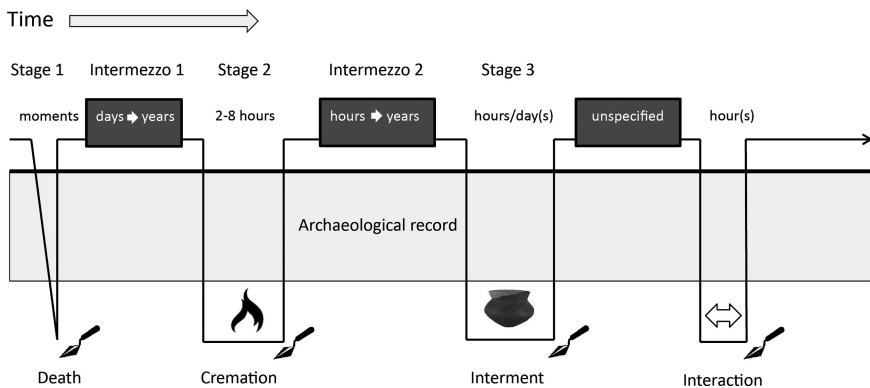 Time
Stage 1 Intermezzo 1 Stage 2 Intermezzo 2 Stage 3
moments days → years 2-8 hours hours → years hours/day(s) unspecified hour(s)
Archaeological record
Death Cremation Interment Interaction